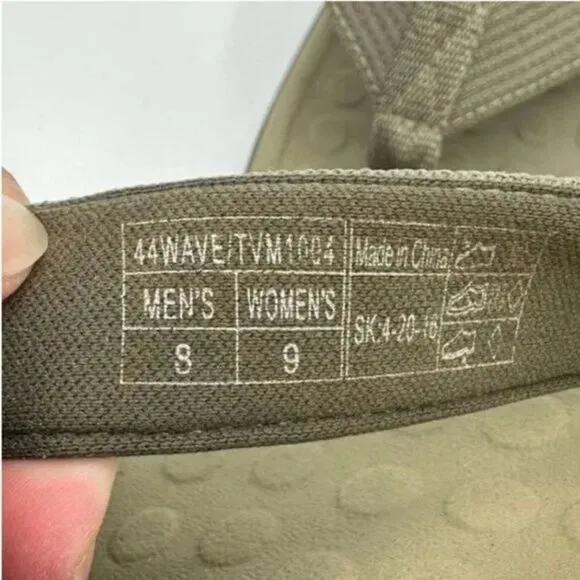 44WAVE/TVM1004 Made in China
MEN'S WOMEN'S
SK:4-20-16
8 9